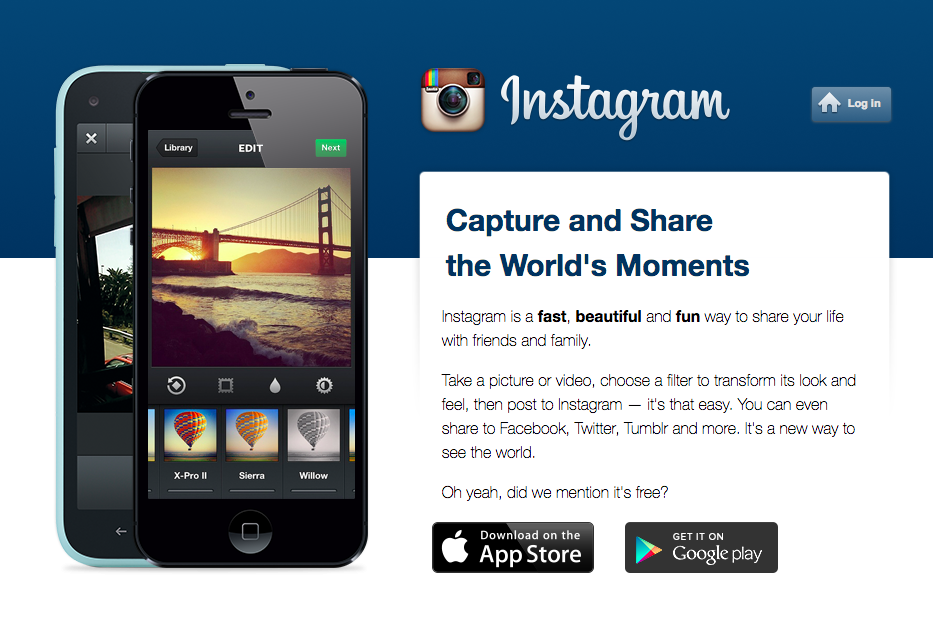 Instagram
Log in
Library
EDIT
Next
X-Pro II
Sierra
Willow
Capture and Share
the World's Moments
Instagram is a fast, beautiful and fun way to share your life
with friends and family.
Take a picture or video, choose a filter to transform its look and
feel, then post to Instagram — it's that easy. You can even
share to Facebook, Twitter, Tumblr and more. It's a new way to
see the world.
Oh yeah, did we mention it's free?
Download on the
App Store
GET IT ON
Google play